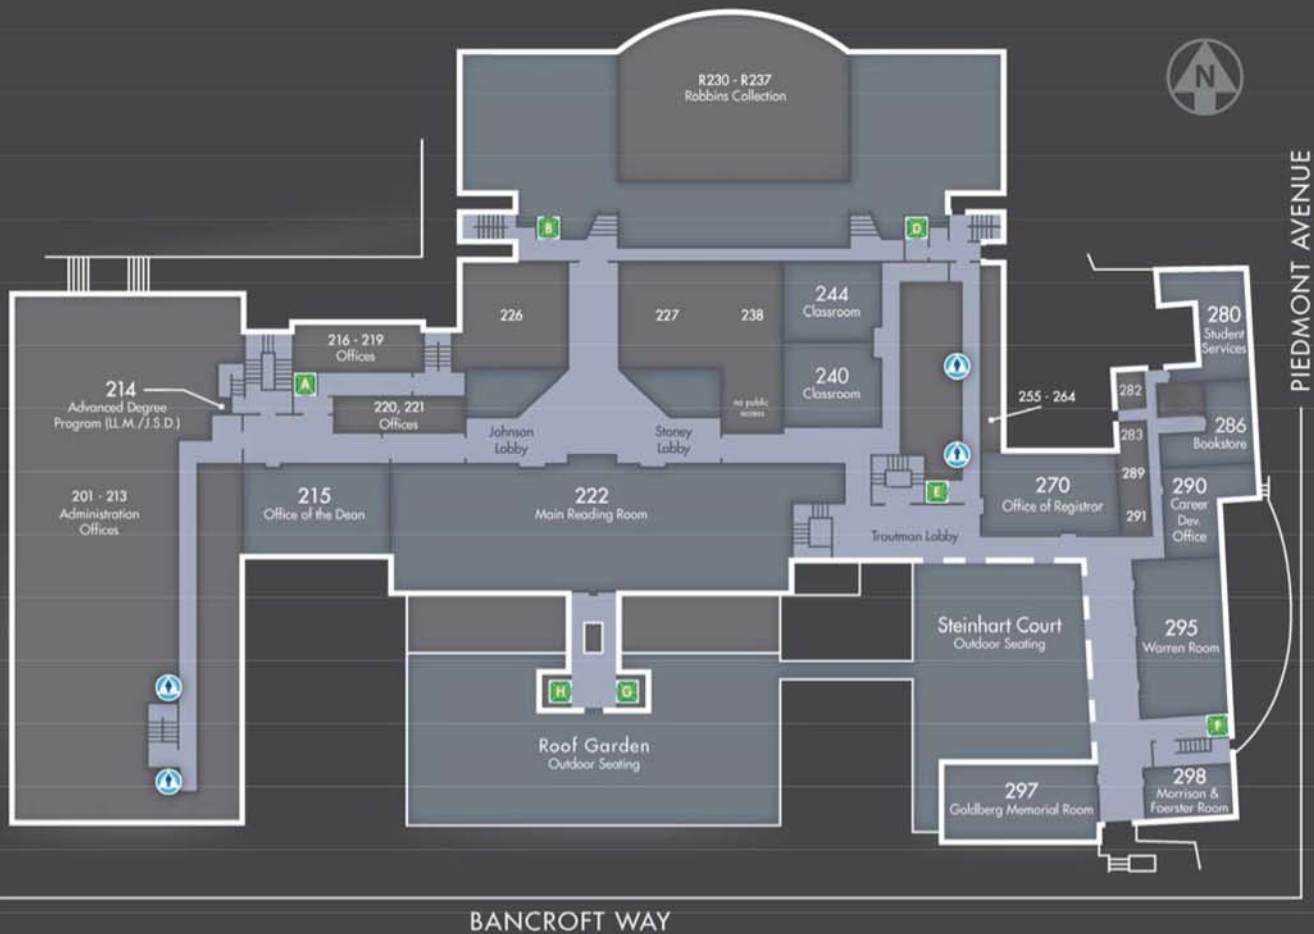 R230 - R237
Robbins Collection
N
PIEDMONT AVENUE
B
D
226
227
238
no public
access
244
Classroom
240
Classroom
216 - 219
Offices
A
220, 221
Offices
214
Advanced Degree
Program (LL.M./J.S.D.)
201 - 213
Administration
Offices
215
Office of the Dean
Johnson
Lobby
Stoney
Lobby
222
Main Reading Room
E
Trautman Lobby
255 - 264
270
Office of Registrar
280
Student
Services
282
283
289
291
286
Bookstore
290
Career
Dev.
Office
295
Warren Room
Steinhart Court
Outdoor Seating
H
G
F
Roof Garden
Outdoor Seating
297
Goldberg Memorial Room
298
Morrison &
Foerster Room
BANCROFT WAY